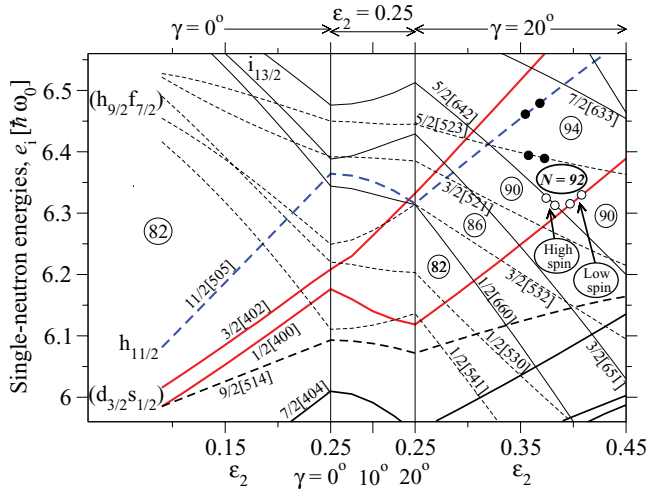 ε₂ = 0.25
γ = 0° γ = 20°
Single-neutron energies, eᵢ [ħ ω₀]
6.5
6.4
6.3
6.2
6.1
6
i₁₃/₂
(h₉/₂f₇/₂)
5/2[642]
7/2[633]
5/2[523]
94
N = 92
3/2[521]
90
90
82
86
82
High
spin
Low
spin
11/2[505]
3/2[402]
1/2[400]
9/2[514]
7/2[404]
h₁₁/₂
(d₃/₂s₁/₂)
3/2[532]
1/2[660]
1/2[530]
1/2[541]
3/2[651]
0.15 0.25 0.25 0.35 0.45
ε₂ γ=0° 10° 20° ε₂